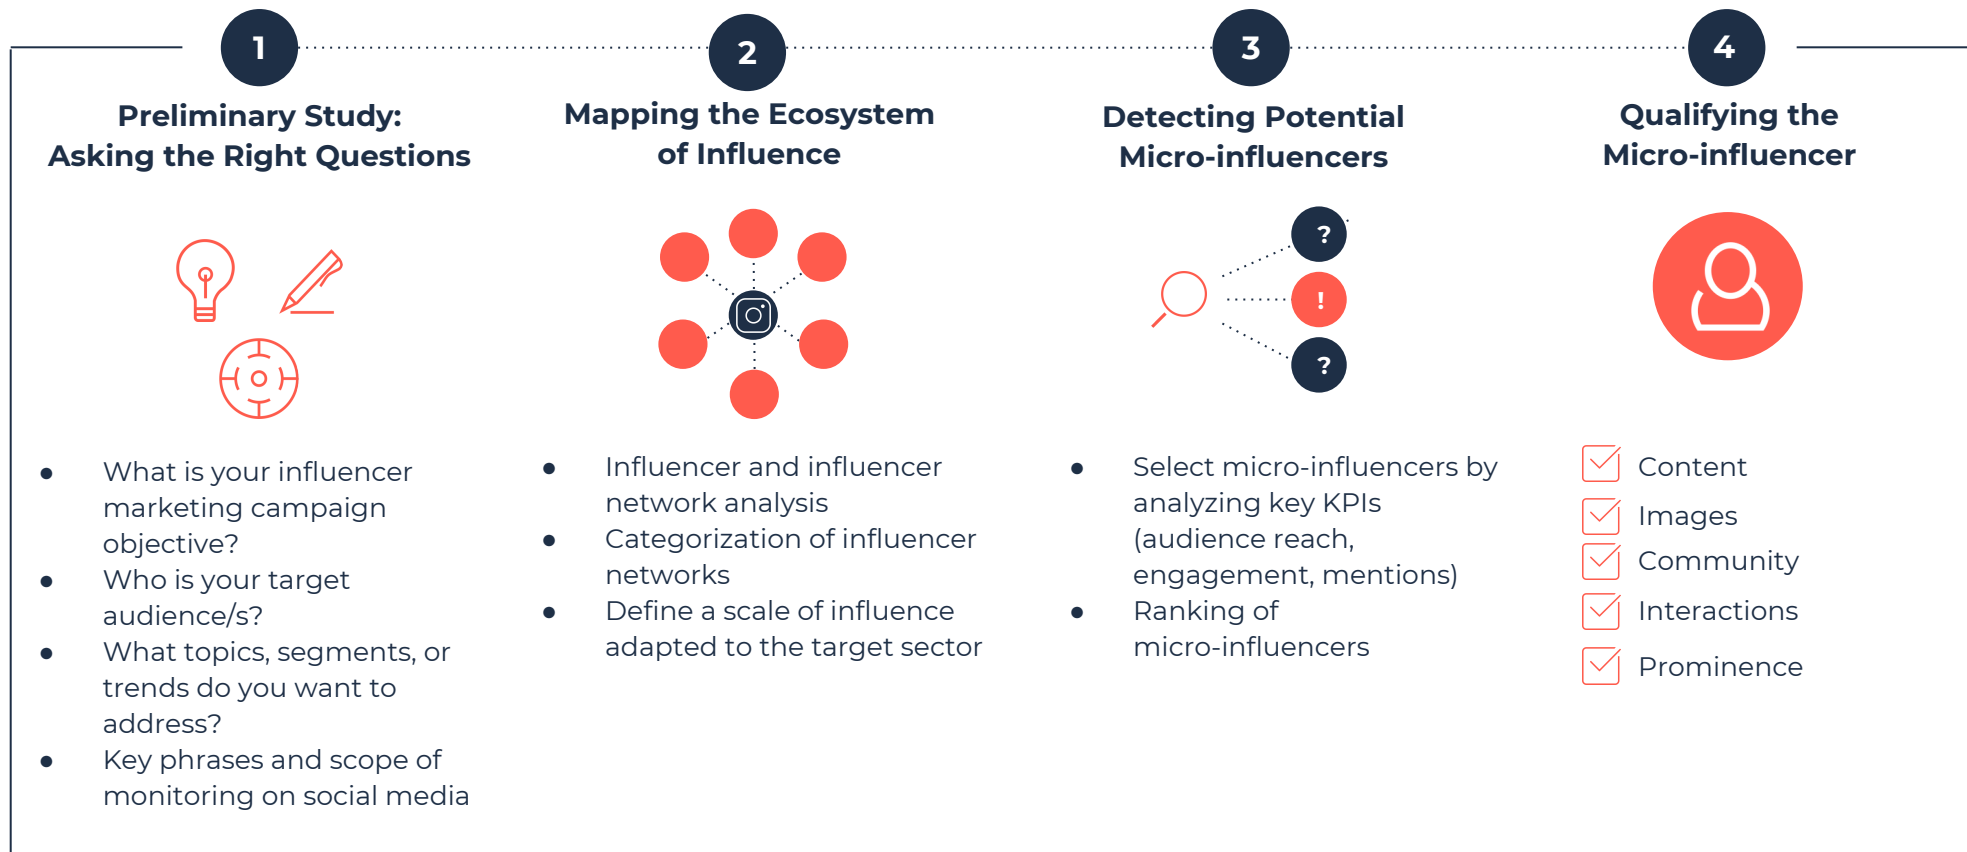 1
Preliminary Study:
Asking the Right Questions
● What is your influencer
marketing campaign
objective?
● Who is your target
audience/s?
● What topics, segments, or
trends do you want to
address?
● Key phrases and scope of
monitoring on social media
2
Mapping the Ecosystem
of Influence
● Influencer and influencer
network analysis
● Categorization of influencer
networks
● Define a scale of influence
adapted to the target sector
3
Detecting Potential
Micro-influencers
?
!
?
● Select micro-influencers by
analyzing key KPIs
(audience reach,
engagement, mentions)
● Ranking of
micro-influencers
4
Qualifying the
Micro-influencer
Content
Images
Community
Interactions
Prominence